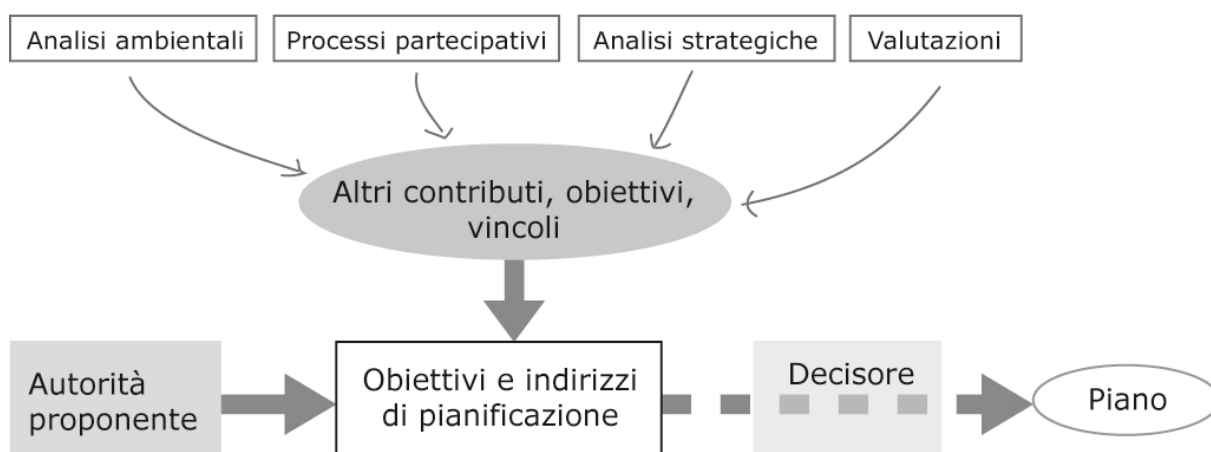 Analisi ambientali
Processi partecipativi
Analisi strategiche
Valutazioni
Altri contributi, obiettivi,
vincoli
Autorità
proponente
Obiettivi e indirizzi
di pianificazione
Decisore
Piano